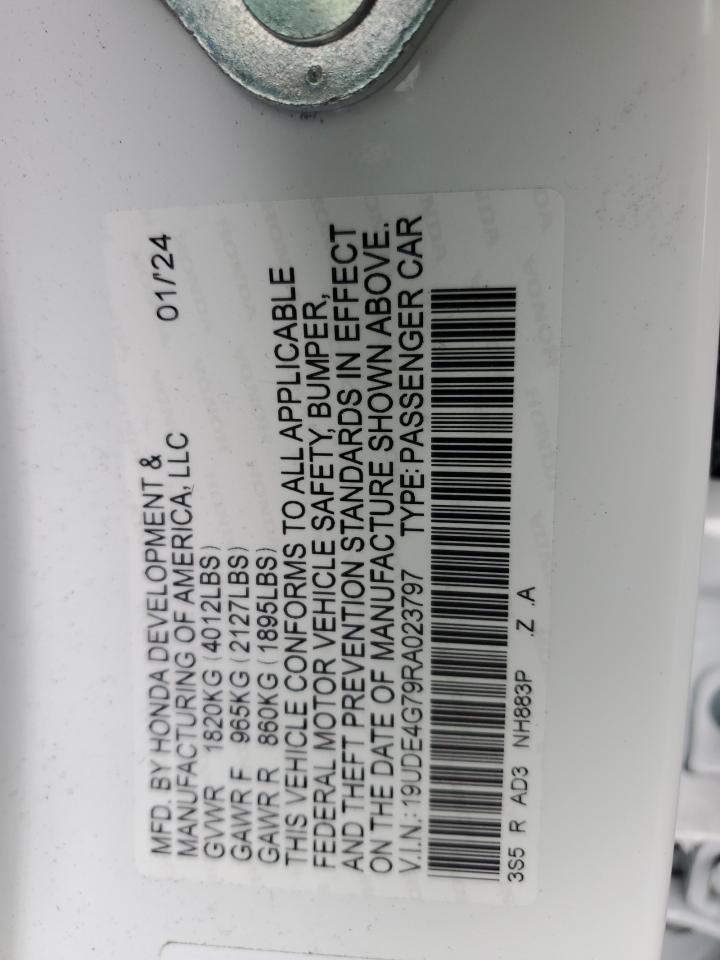 MFD. BY HONDA DEVELOPMENT &
MANUFACTURING OF AMERICA, LLC 01/'24
GVWR 1820KG (4012LBS)
GAWR F 965KG (2127LBS)
GAWR R 860KG (1895LBS)
THIS VEHICLE CONFORMS TO ALL APPLICABLE
FEDERAL MOTOR VEHICLE SAFETY, BUMPER,
AND THEFT PREVENTION STANDARDS IN EFFECT
ON THE DATE OF MANUFACTURE SHOWN ABOVE.
V.I.N.: 19UDE4G79RA023797 TYPE: PASSENGER CAR
3S5 R AD3 NH883P .Z .A